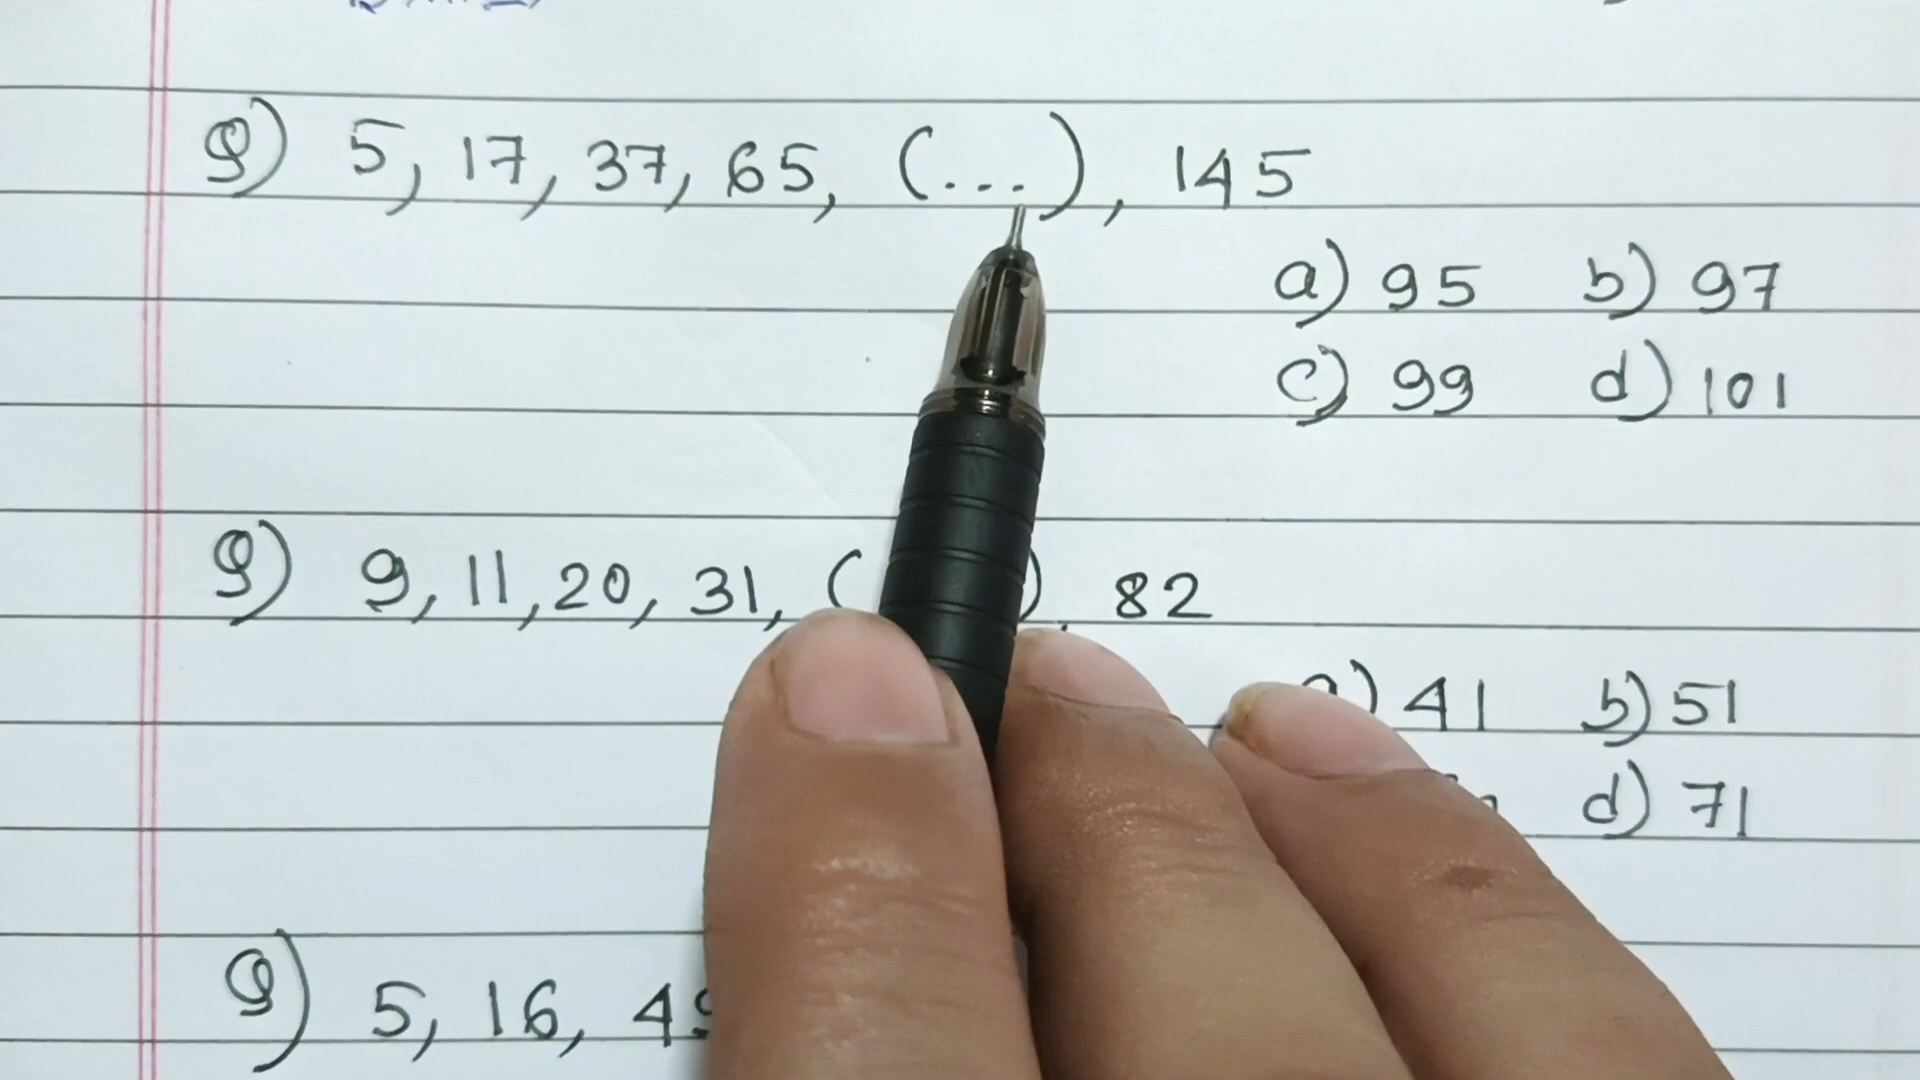 Q) 5, 17, 37, 65, (...), 145
a) 95 b) 97
c) 99 d) 101
Q) 9, 11, 20, 31, ( ), 82
a) 41 b) 51
d) 71
Q) 5, 16, 49